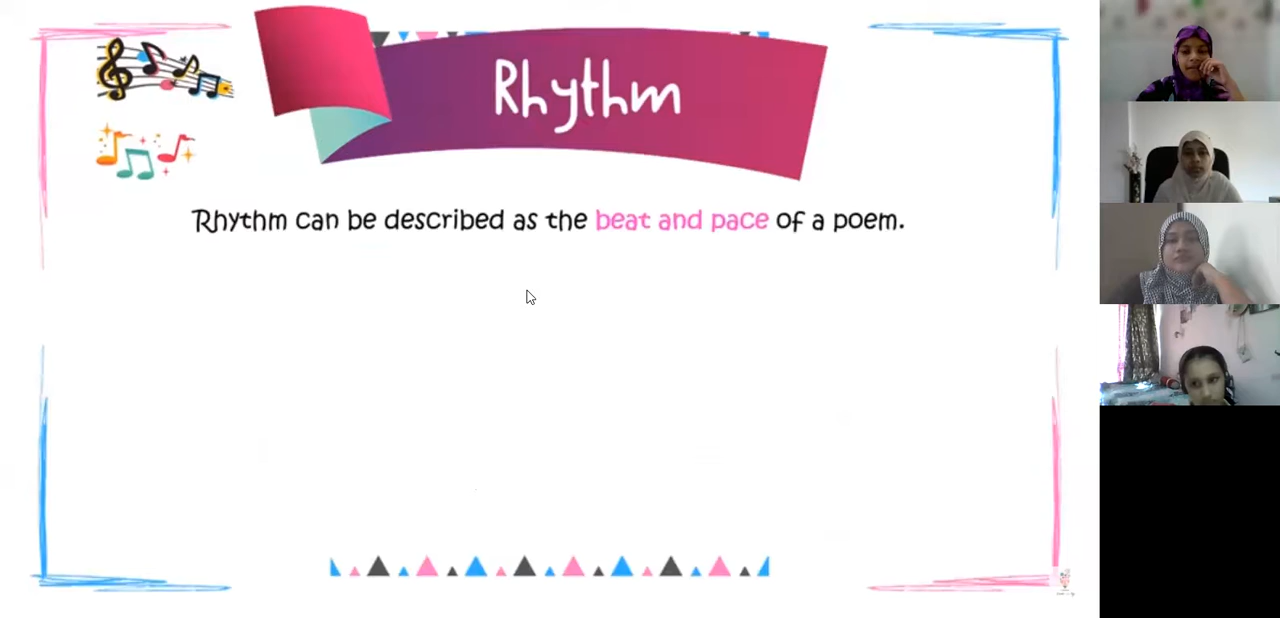 Rhythm
Rhythm can be described as the beat and pace of a poem.